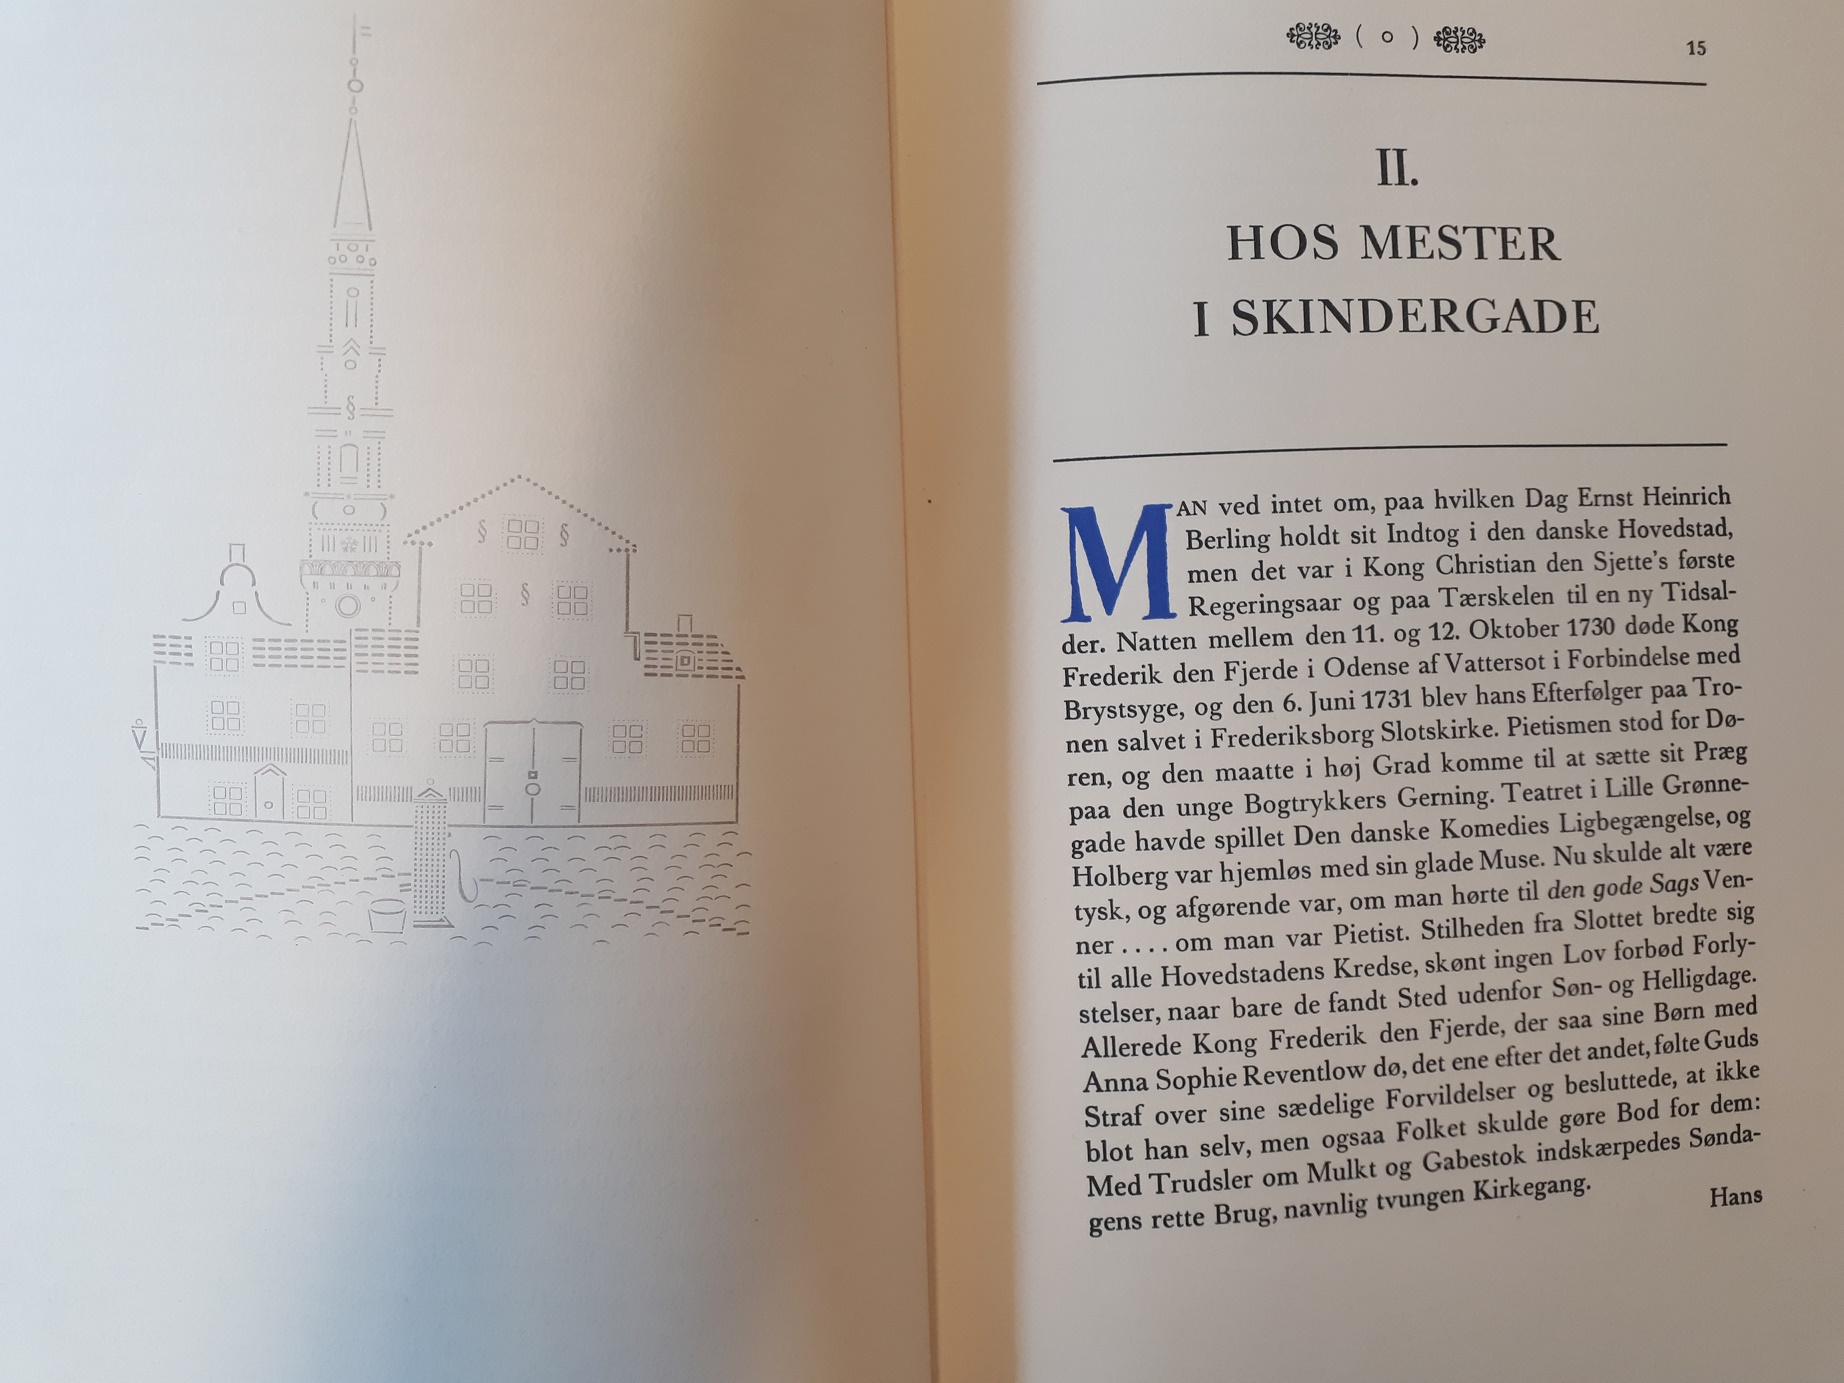 ( o )
15
II.
HOS MESTER
I SKINDERGADE
MAN ved intet om, paa hvilken Dag Ernst Heinrich
Berling holdt sit Indtog i den danske Hovedstad,
men det var i Kong Christian den Sjette's første
Regeringsaar og paa Tærskelen til en ny Tidsal-
der. Natten mellem den 11. og 12. Oktober 1730 døde Kong
Frederik den Fjerde i Odense af Vattersot i Forbindelse med
Brystsyge, og den 6. Juni 1731 blev hans Efterfølger paa Tro-
nen salvet i Frederiksborg Slotskirke. Pietismen stod for Dø-
ren, og den maatte i høj Grad komme til at sætte sit Præg
paa den unge Bogtrykkers Gerning. Teatret i Lille Grønne-
gade havde spillet Den danske Komedies Ligbegængelse, og
Holberg var hjemløs med sin glade Muse. Nu skulde alt være
tysk, og afgørende var, om man hørte til den gode Sags Ven-
ner . . . . om man var Pietist. Stilheden fra Slottet bredte sig
til alle Hovedstadens Kredse, skønt ingen Lov forbød Forly-
stelser, naar bare de fandt Sted udenfor Søn- og Helligdage.
Allerede Kong Frederik den Fjerde, der saa sine Børn med
Anna Sophie Reventlow dø, det ene efter det andet, følte Guds
Straf over sine sædelige Forvildelser og besluttede, at ikke
blot han selv, men ogsaa Folket skulde gøre Bod for dem:
Med Trudsler om Mulkt og Gabestok indskærpedes Sønda-
gens rette Brug, navnlig tvungen Kirkegang.
Hans